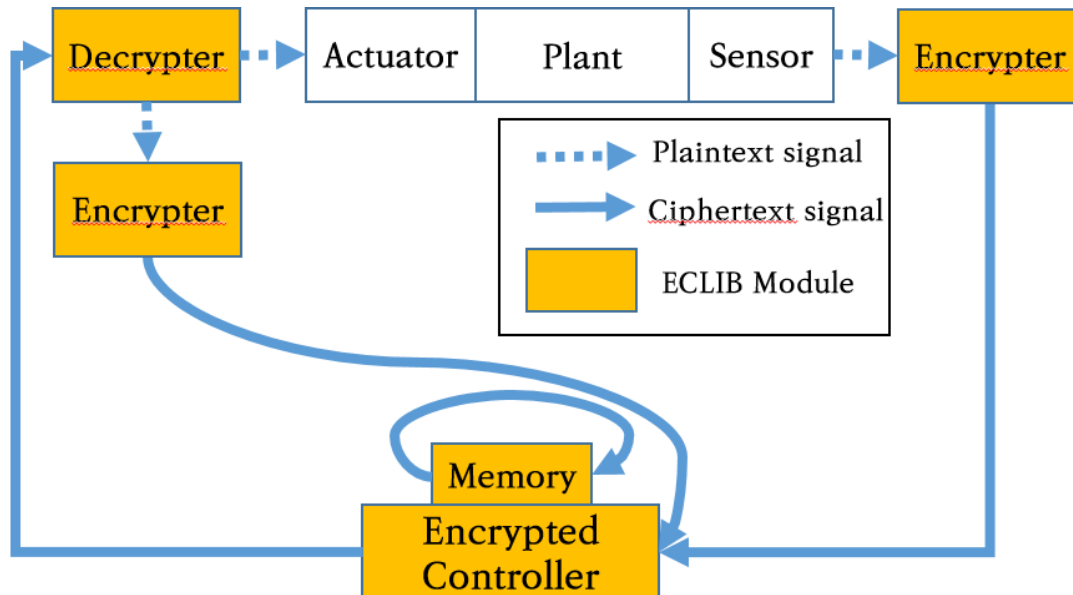 Decrypter
Actuator
Plant
Sensor
Encrypter
Plaintext signal
Encrypter
Ciphertext signal
ECLIB Module
Memory
Encrypted
Controller